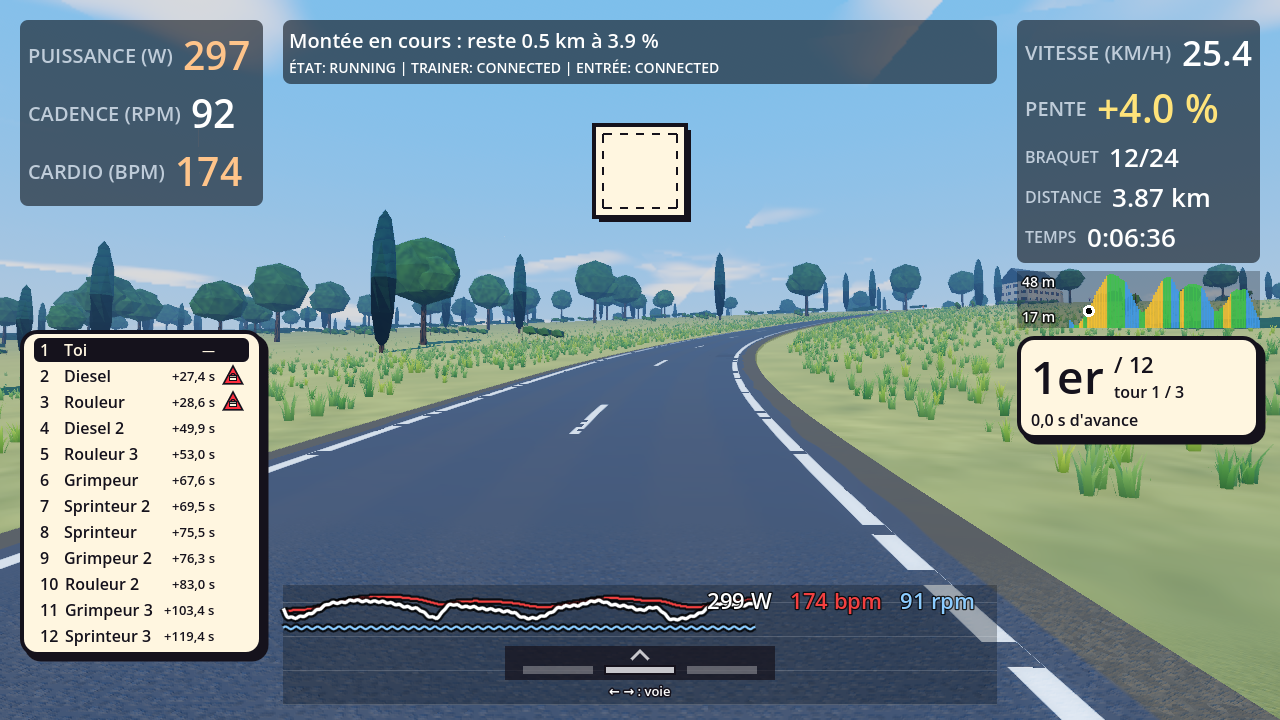 PUISSANCE (W) 297
CADENCE (RPM) 92
CARDIO (BPM) 174
Montée en cours : reste 0.5 km à 3.9 %
ÉTAT: RUNNING | TRAINER: CONNECTED | ENTRÉE: CONNECTED
VITESSE (KM/H) 25.4
PENTE +4.0 %
BRAQUET 12/24
DISTANCE 3.87 km
TEMPS 0:06:36
48 m
17 m
1er / 12
tour 1 / 3
0,0 s d'avance
1 Toi —
2 Diesel +27,4 s
3 Rouleur +28,6 s
4 Diesel 2 +49,9 s
5 Rouleur 3 +53,0 s
6 Grimpeur +67,6 s
7 Sprinteur 2 +69,5 s
8 Sprinteur +75,5 s
9 Grimpeur 2 +76,3 s
10 Rouleur 2 +83,0 s
11 Grimpeur 3 +103,4 s
12 Sprinteur 3 +119,4 s
299 W 174 bpm 91 rpm
← → : voie